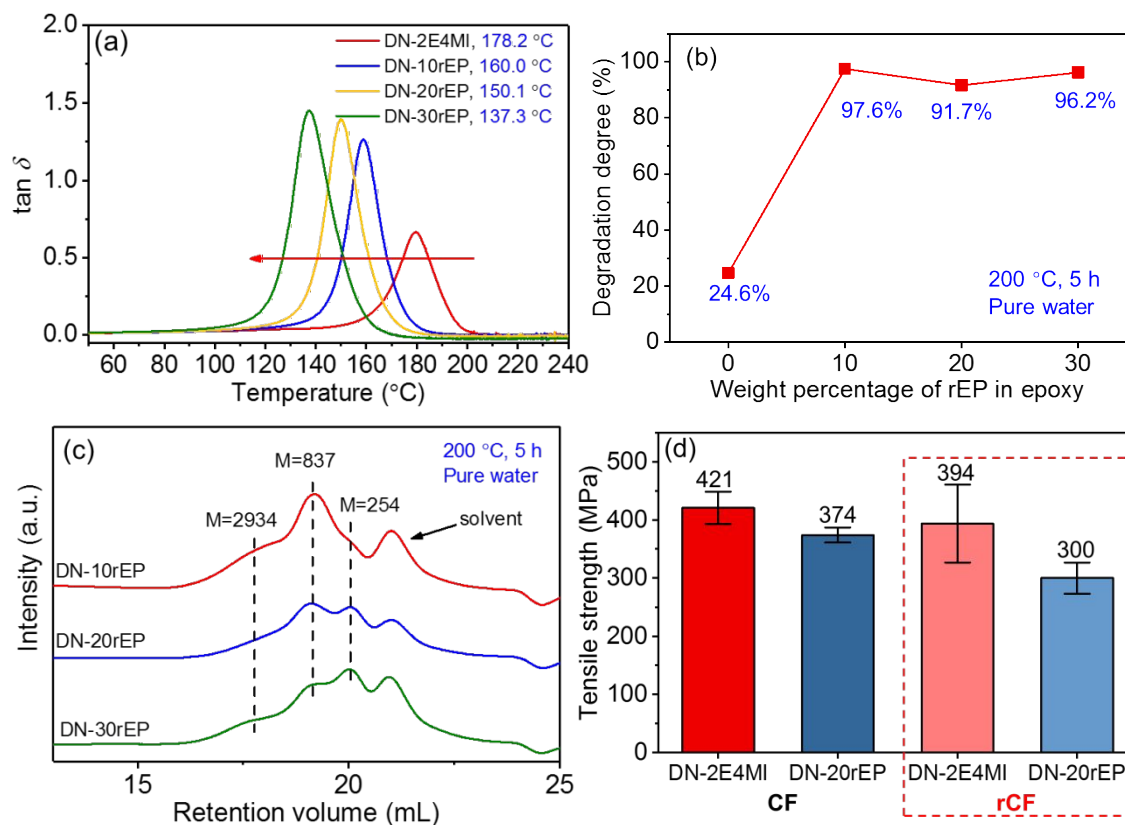 (a)
DN-2E4MI, 178.2 °C
DN-10rEP, 160.0 °C
DN-20rEP, 150.1 °C
DN-30rEP, 137.3 °C
2.0
1.5
1.0
0.5
0.0
tan δ
60 80 100 120 140 160 180 200 220 240
Temperature (°C)
(b)
100
80
60
40
20
0
Degradation degree (%)
97.6%
91.7%
96.2%
24.6%
200 °C, 5 h
Pure water
0 10 20 30
Weight percentage of rEP in epoxy
(c)
200 °C, 5 h
Pure water
M=837
M=254
M=2934
solvent
DN-10rEP
DN-20rEP
DN-30rEP
Intensity (a.u.)
15 20 25
Retention volume (mL)
(d)
500
400
300
200
100
0
Tensile strength (MPa)
421
374
394
300
DN-2E4MI DN-20rEP DN-2E4MI DN-20rEP
CF rCF